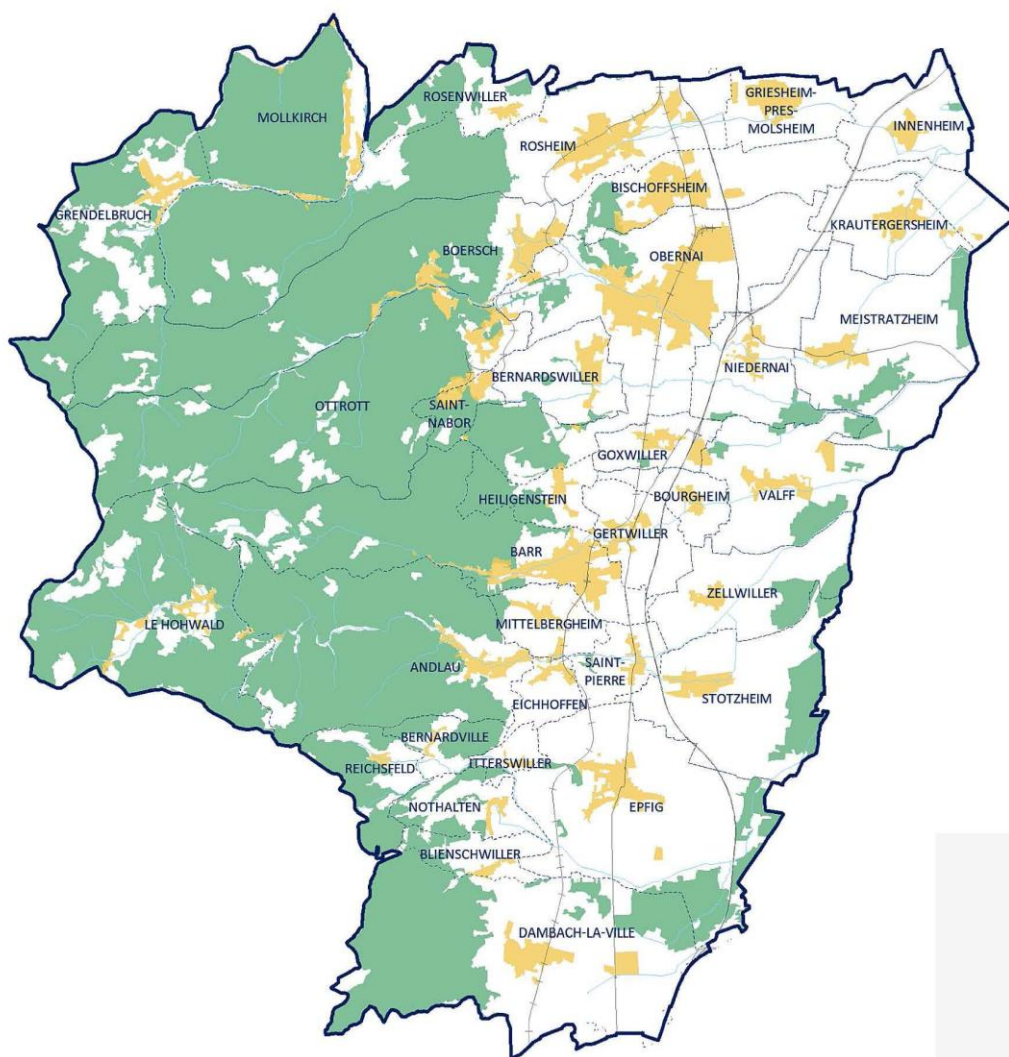 ROSENWILLER
GRIESHEIM-
PRES-
MOLSHEIM
MOLLKIRCH
INNENHEIM
ROSHEIM
BISCHOFFSHEIM
GRENDELBRUCH
KRAUTERGERSHEIM
BOERSCH
OBERNAI
MEISTRATZHEIM
NIEDERNAI
BERNARDSWILLER
OTTROTT
SAINT-
NABOR
GOXWILLER
HEILIGENSTEIN
BOURGHEIM
VALFF
GERTWILLER
BARR
ZELLWILLER
LE HOHWALD
MITTELBERGHEIM
ANDLAU
SAINT-
PIERRE
STOTZHEIM
EICHHOFFEN
BERNARDVILLE
REICHSFELD
ITTERSWILLER
NOTHALTEN
EPFIG
BLIENSCHWILLER
DAMBACH-LA-VILLE